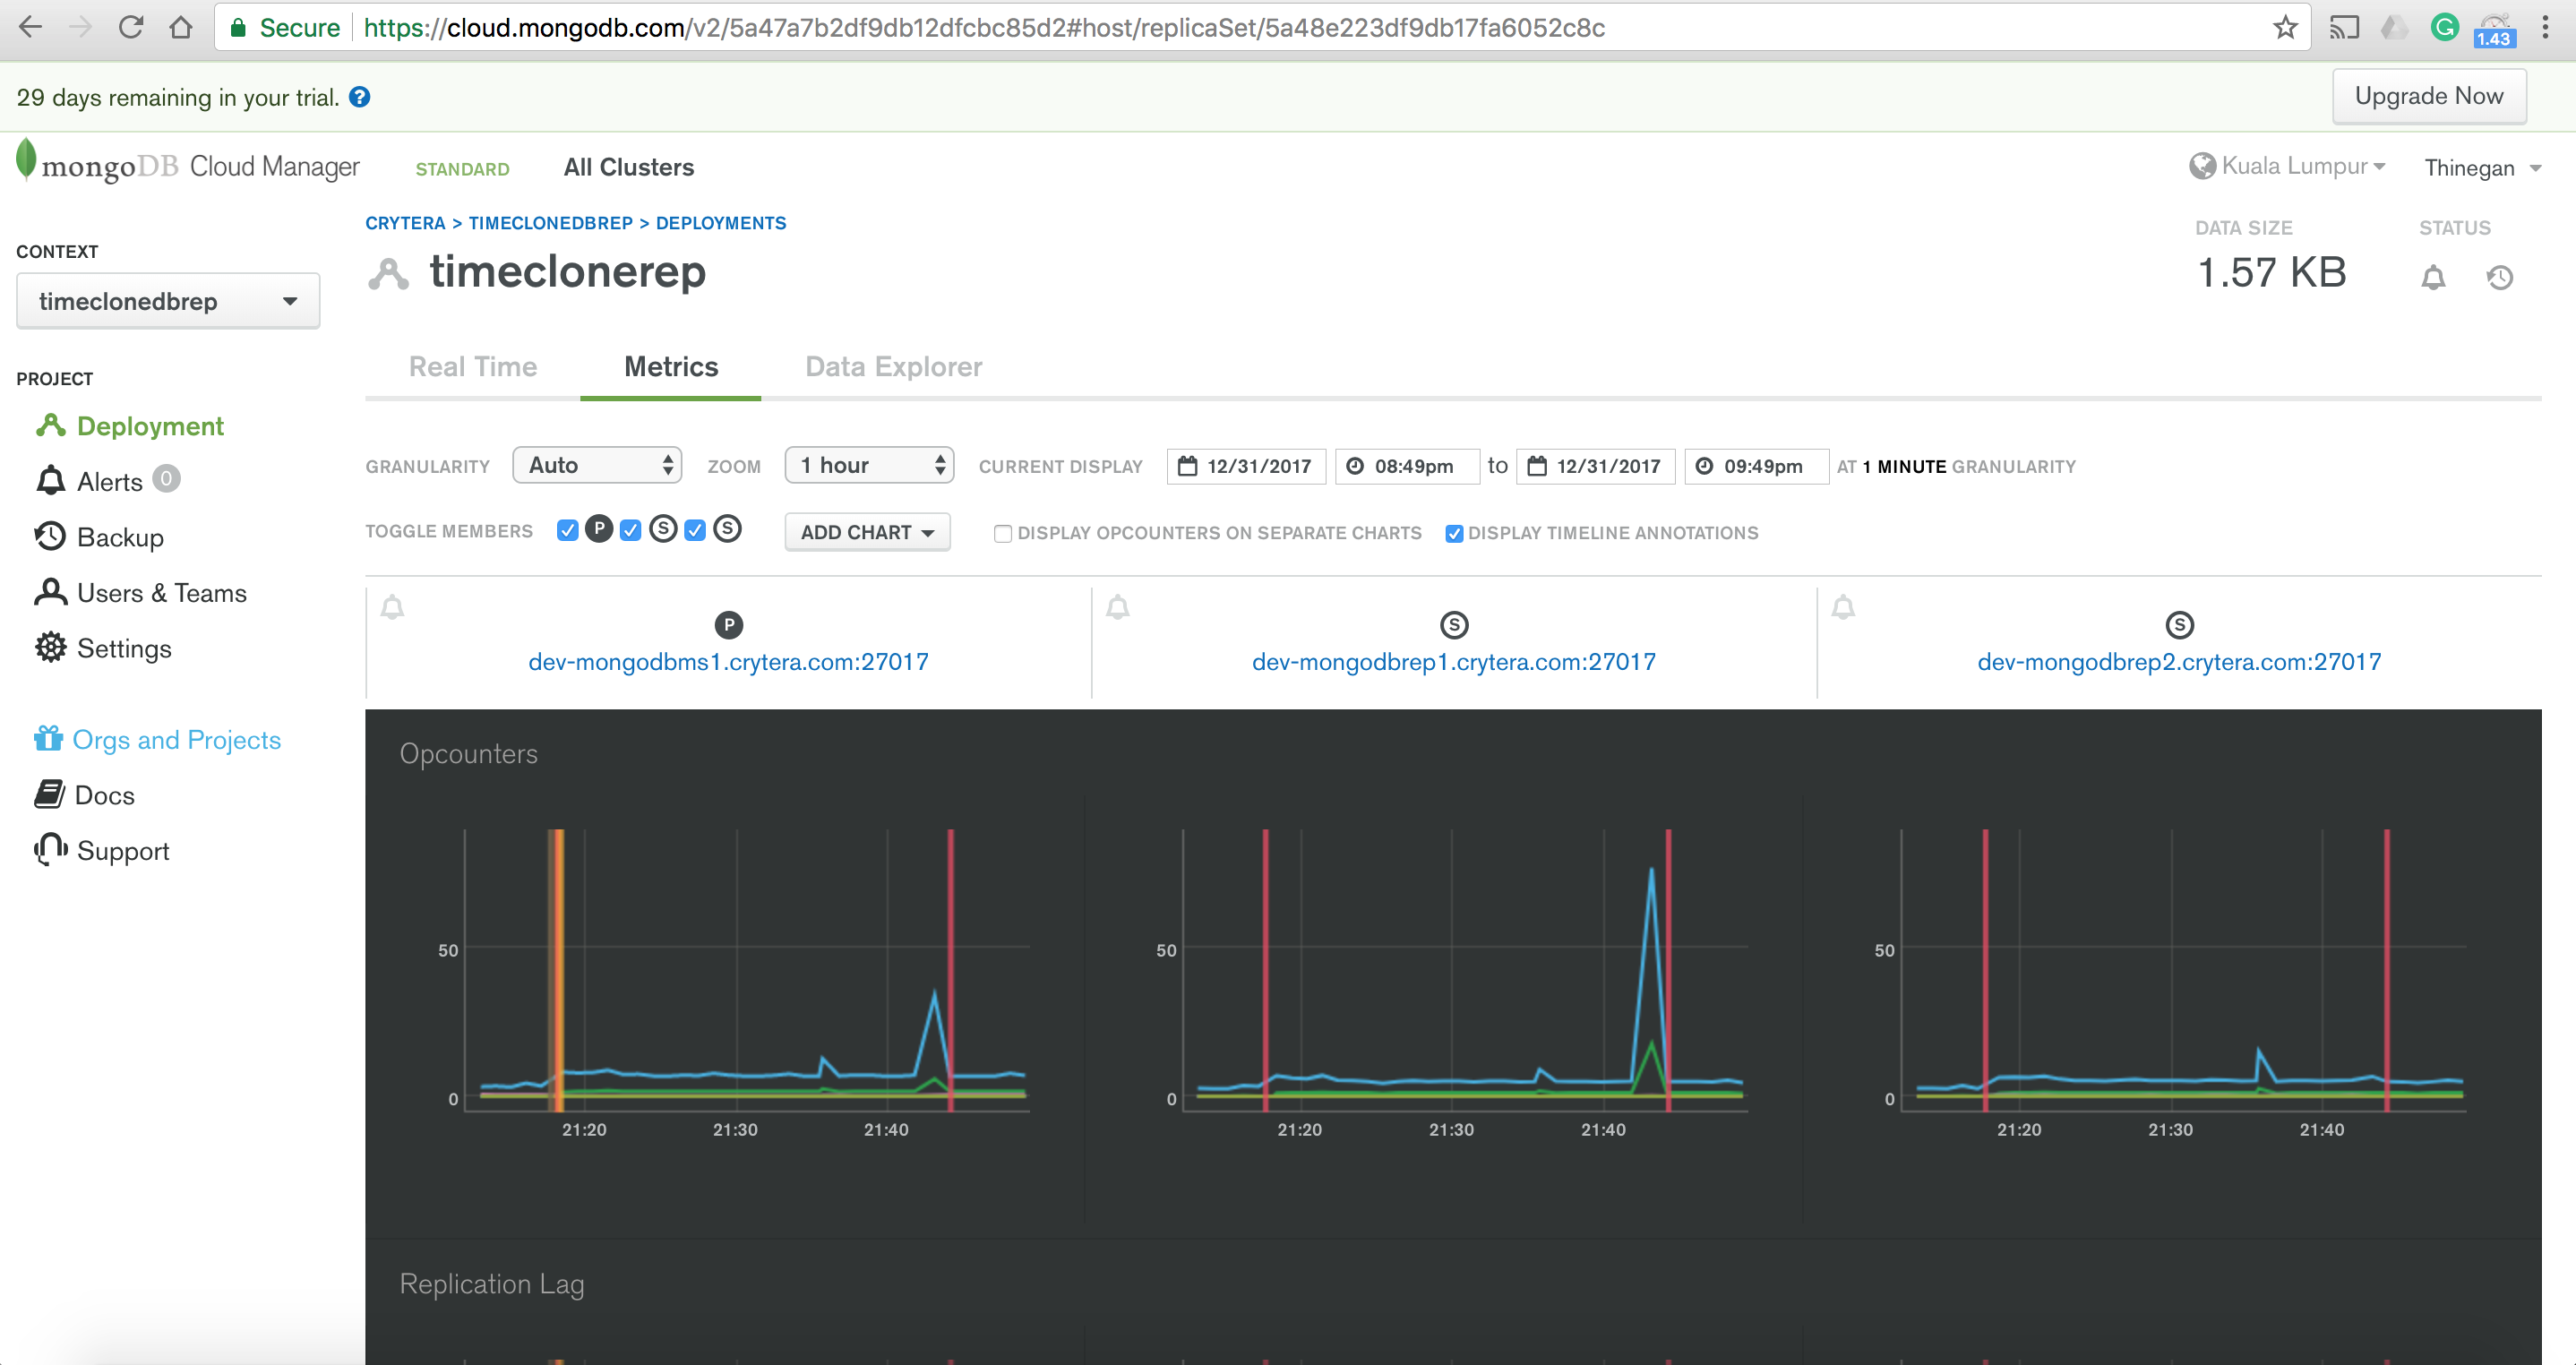 Secure https://cloud.mongodb.com/v2/5a47a7b2df9db12dfcbc85d2#host/replicaSet/5a48e223df9db17fa6052c8c
1.43
29 days remaining in your trial. ?
Upgrade Now
mongoDB Cloud Manager STANDARD All Clusters Kuala Lumpur Thinegan
CRYTERA > TIMECLONEDBREP > DEPLOYMENTS
DATA SIZE STATUS
CONTEXT
timeclonerep
1.57 KB
timeclonedbrep
Real Time Metrics Data Explorer
PROJECT
Deployment
Alerts 0
Backup
Users & Teams
Settings
Orgs and Projects
Docs
Support
GRANULARITY Auto ZOOM 1 hour CURRENT DISPLAY 12/31/2017 08:49pm to 12/31/2017 09:49pm AT 1 MINUTE GRANULARITY
TOGGLE MEMBERS P S S ADD CHART DISPLAY OPCOUNTERS ON SEPARATE CHARTS DISPLAY TIMELINE ANNOTATIONS
P S S
dev-mongodbms1.crytera.com:27017 dev-mongodbrep1.crytera.com:27017 dev-mongodbrep2.crytera.com:27017
Opcounters
50 50 50
0 0 0
21:20 21:30 21:40 21:20 21:30 21:40 21:20 21:30 21:40
Replication Lag